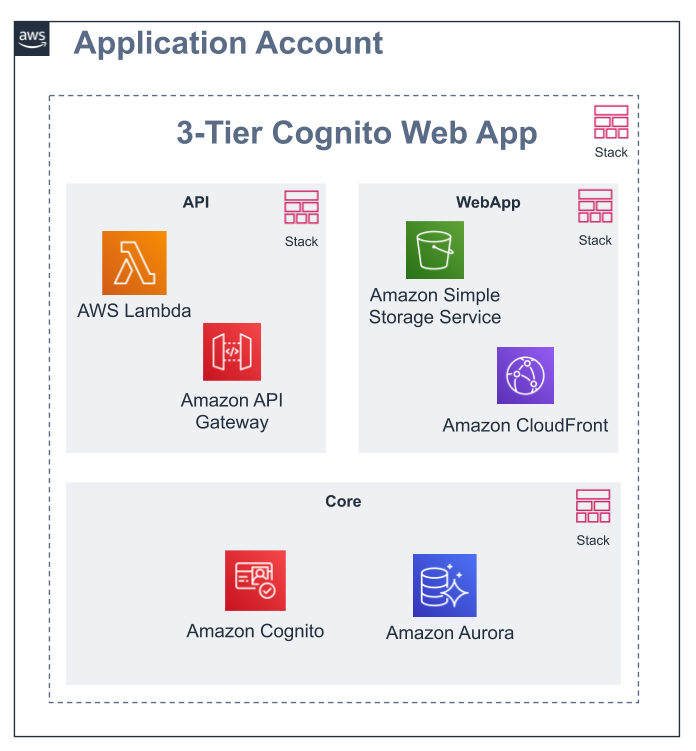 aws
Application Account
3-Tier Cognito Web App
Stack
API
Stack
AWS Lambda
</>
Amazon API
Gateway
WebApp
Stack
Amazon Simple
Storage Service
Amazon CloudFront
Core
Stack
Amazon Cognito
Amazon Aurora